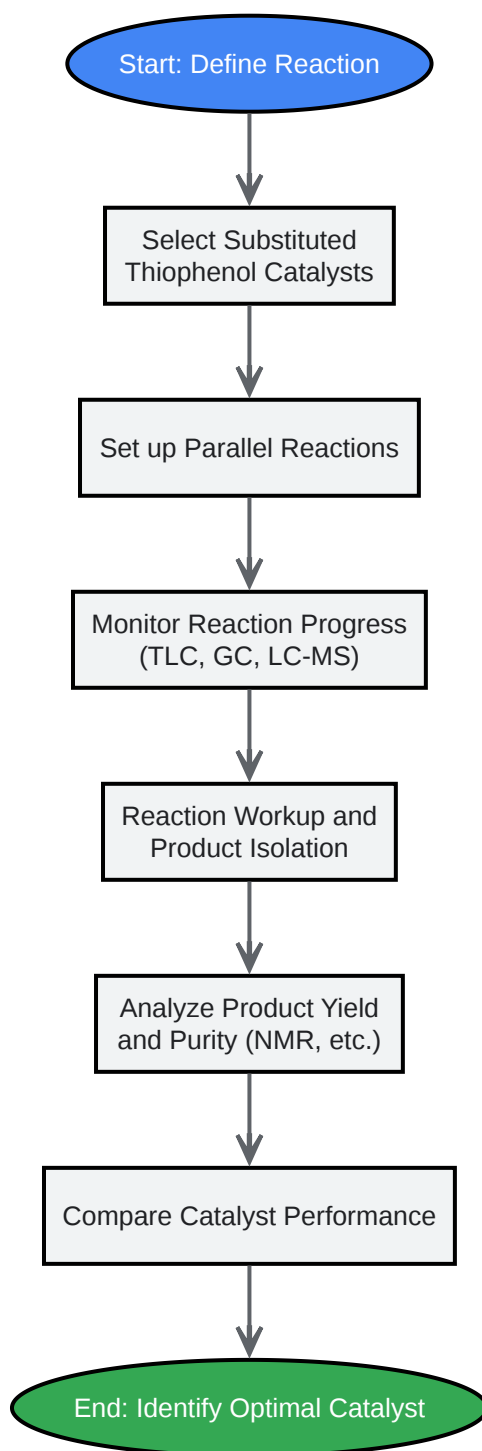 Start: Define Reaction
Select Substituted
Thiophenol Catalysts
Set up Parallel Reactions
Monitor Reaction Progress
(TLC, GC, LC-MS)
Reaction Workup and
Product Isolation
Analyze Product Yield
and Purity (NMR, etc.)
Compare Catalyst Performance
End: Identify Optimal Catalyst